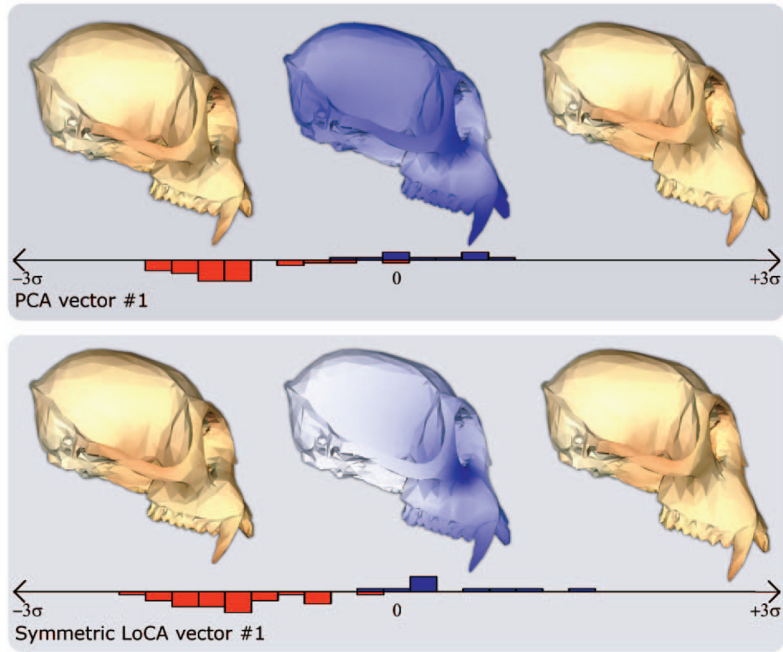 −3σ 0 +3σ
PCA vector #1
−3σ 0 +3σ
Symmetric LoCA vector #1